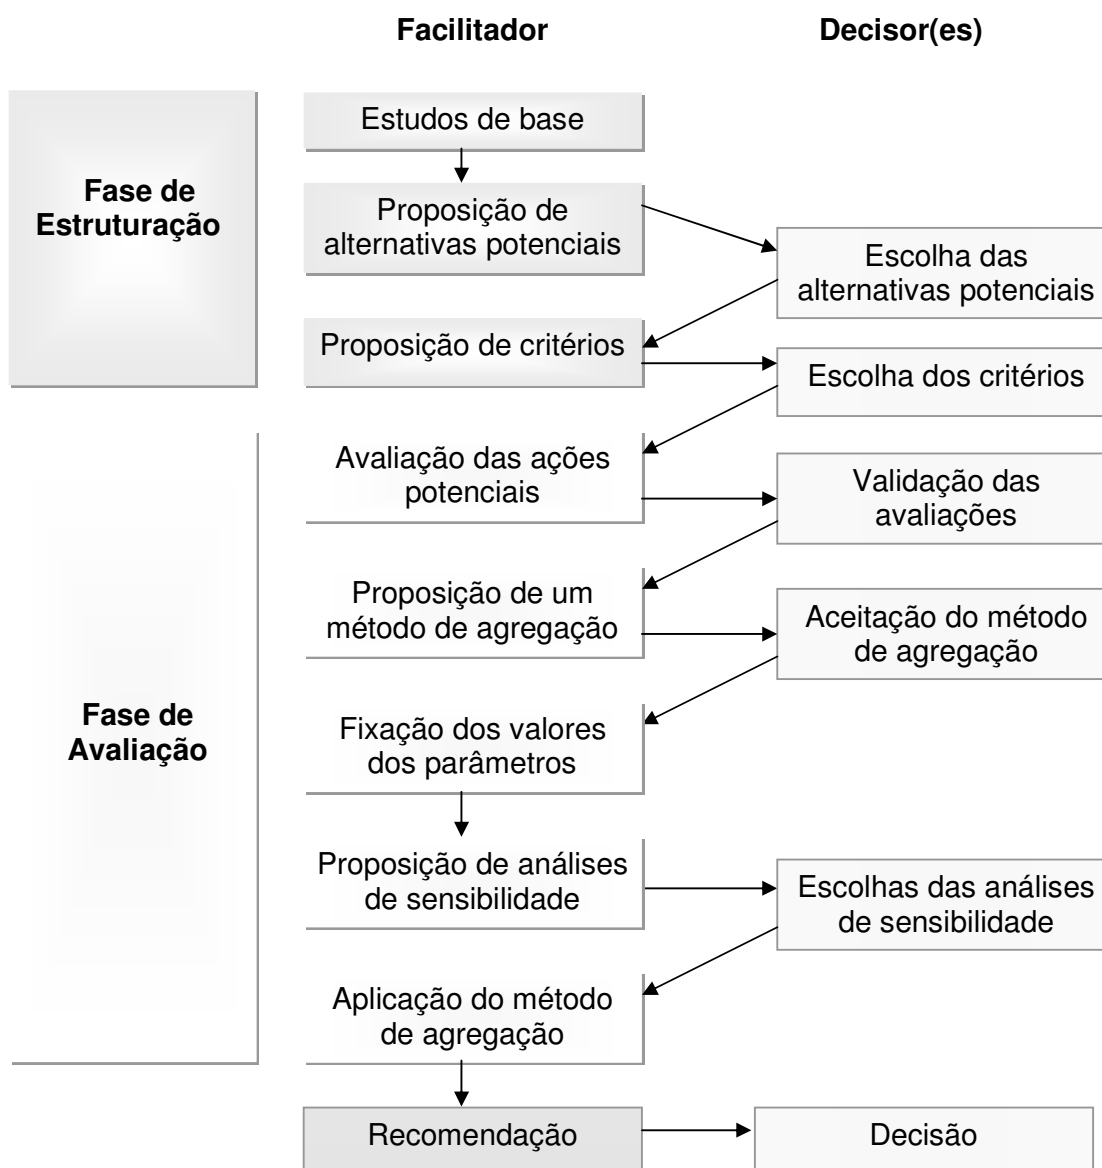 Facilitador
Decisor(es)
Fase de
Estruturação
Estudos de base
Proposição de
alternativas potenciais
Escolha das
alternativas potenciais
Proposição de critérios
Escolha dos critérios
Fase de
Avaliação
Avaliação das ações
potenciais
Validação das
avaliações
Proposição de um
método de agregação
Aceitação do método
de agregação
Fixação dos valores
dos parâmetros
Proposição de análises
de sensibilidade
Escolhas das análises
de sensibilidade
Aplicação do método
de agregação
Recomendação
Decisão